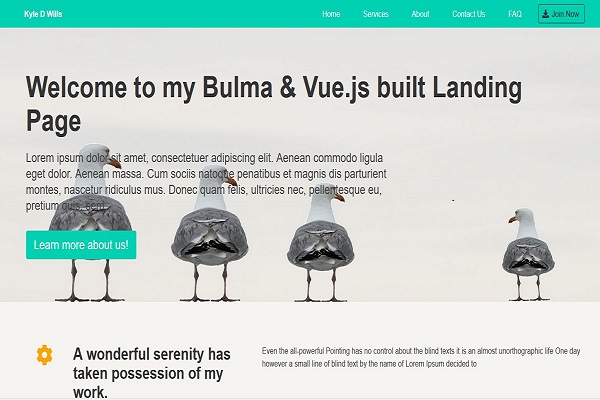 Kyle D Wills
Home Services About Contact Us FAQ Join Now
Welcome to my Bulma & Vue.js built Landing
Page
Lorem ipsum dolor sit amet, consectetuer adipiscing elit. Aenean commodo ligula
eget dolor. Aenean massa. Cum sociis natoque penatibus et magnis dis parturient
montes, nascetur ridiculus mus. Donec quam felis, ultricies nec, pellentesque eu,
pretium quis, sem.
Learn more about us!
A wonderful serenity has
taken possession of my
work.
Even the all-powerful Pointing has no control about the blind texts it is an almost unorthographic life One day
however a small line of blind text by the name of Lorem Ipsum decided to